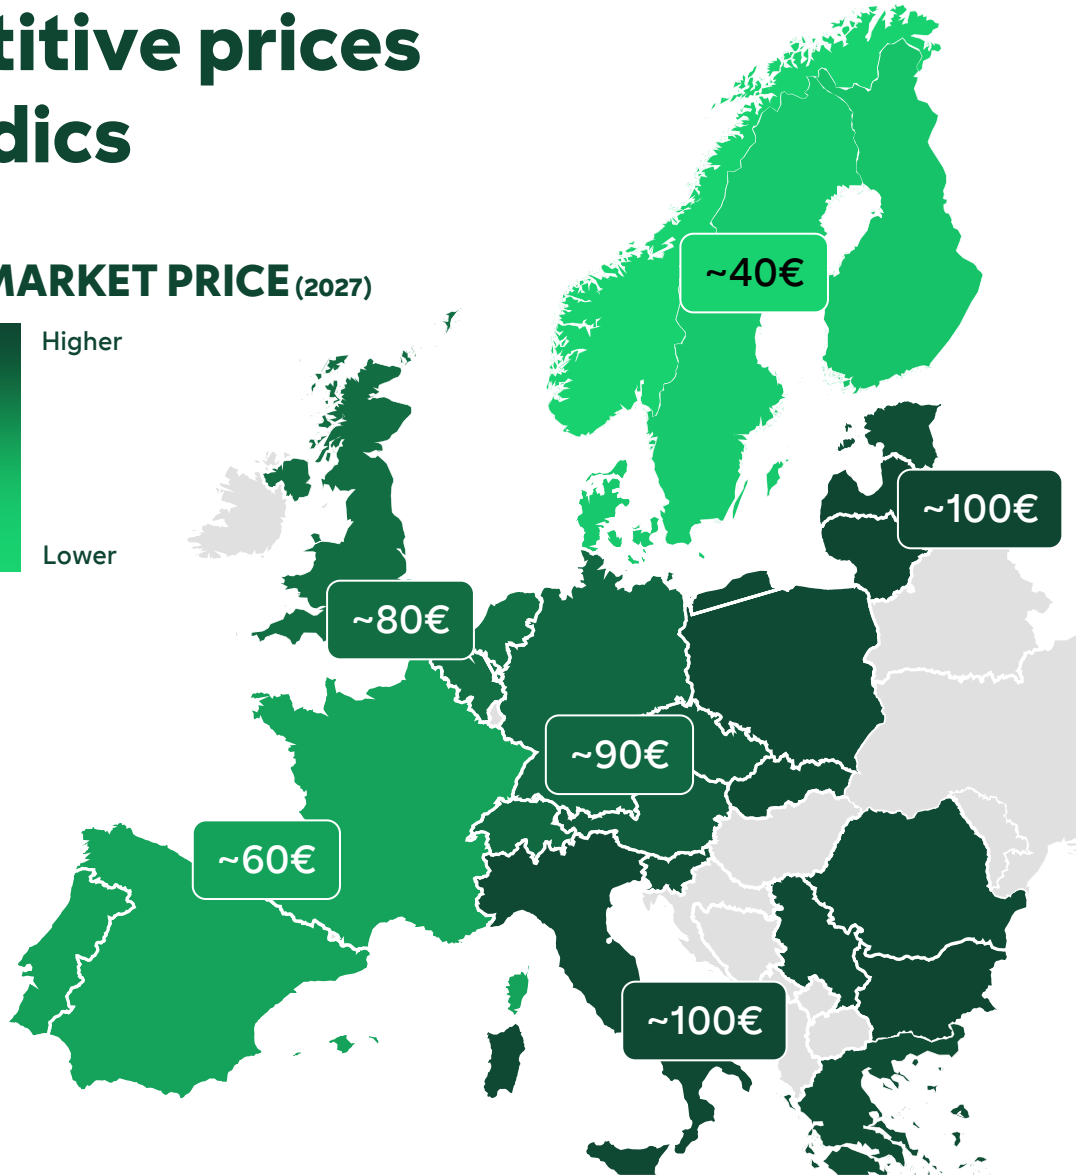 titive prices
dics
MARKET PRICE (2027)
Higher
Lower
~40€
~100€
~80€
~90€
~60€
~100€